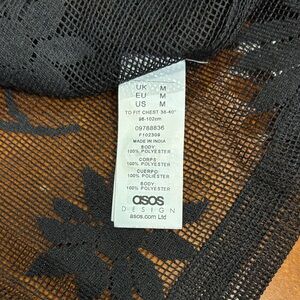 UK M
EU M
US M
TO FIT CHEST 38-40"
96-102cm
09788836
F102309
MADE IN INDIA
BODY:
100% POLYESTER
CORPS:
100% POLYESTER
CUERPO:
100% POLIÉSTER
BODY:
100% POLYESTER
asos
DESIGN
asos.com Ltd